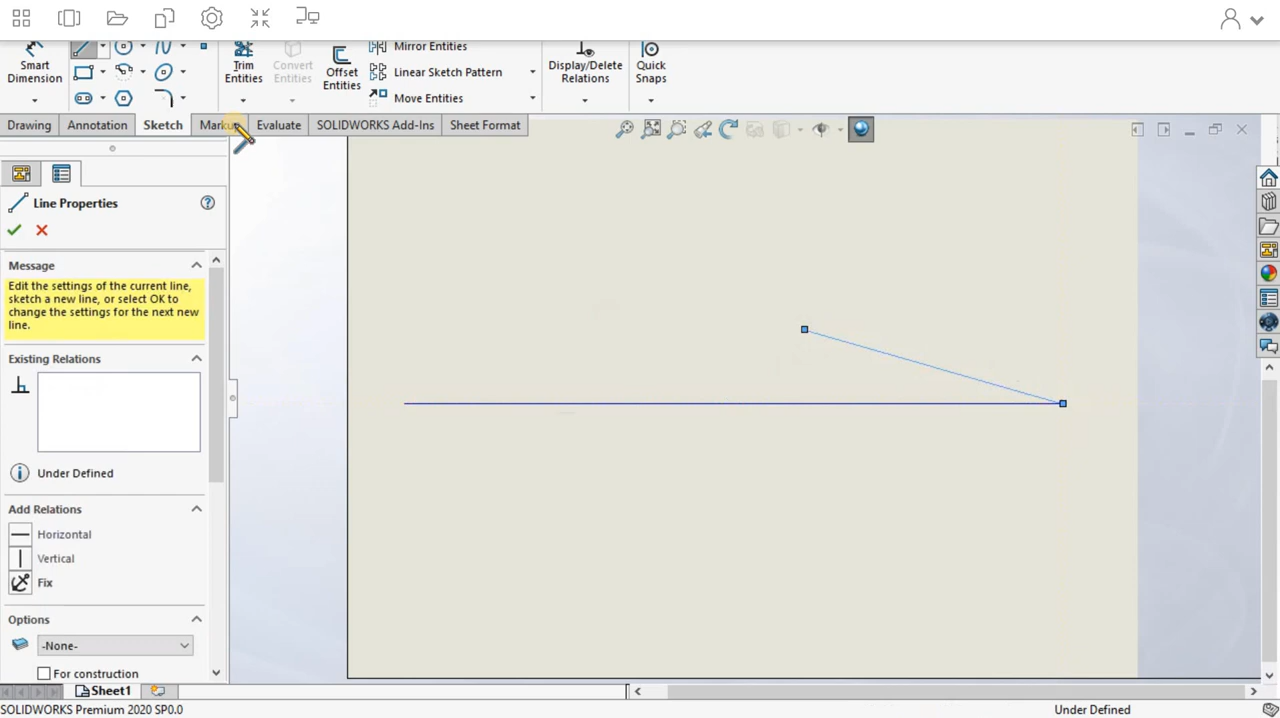 Smart Dimension
Trim Entities
Convert Entities
Offset Entities
Mirror Entities
Linear Sketch Pattern
Move Entities
Display/Delete Relations
Quick Snaps
Drawing Annotation Sketch Markup Evaluate SOLIDWORKS Add-Ins Sheet Format
Line Properties
Message
Edit the settings of the current line,
sketch a new line, or select OK to
change the settings for the next new
line.
Existing Relations
Under Defined
Add Relations
Horizontal
Vertical
Fix
Options
-None-
For construction
Sheet1
SOLIDWORKS Premium 2020 SP0.0
Under Defined